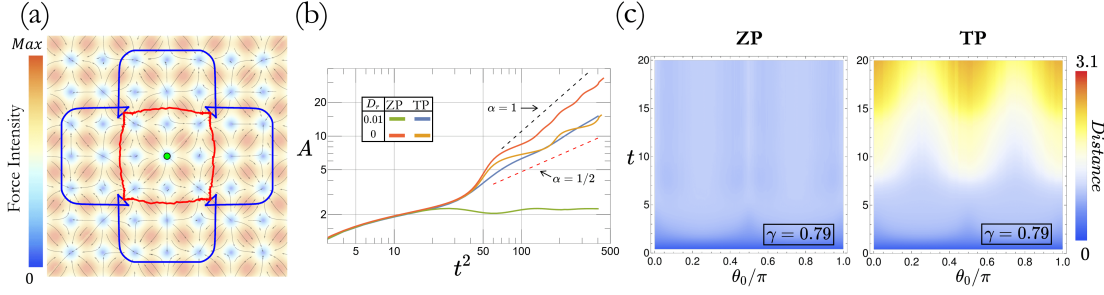 (a)
Max
Force Intensity
0
(b)
A
20
10
5
2
5
10
50
100
500
t²
D_r ZP TP
0.01
0
α = 1
α = 1/2
(c)
ZP
TP
t
20
15
10
5
0
0.0 0.2 0.4 0.6 0.8 1.0
θ₀/π
γ = 0.79
20
15
10
5
0
0.0 0.2 0.4 0.6 0.8 1.0
θ₀/π
γ = 0.79
3.1
Distance
0